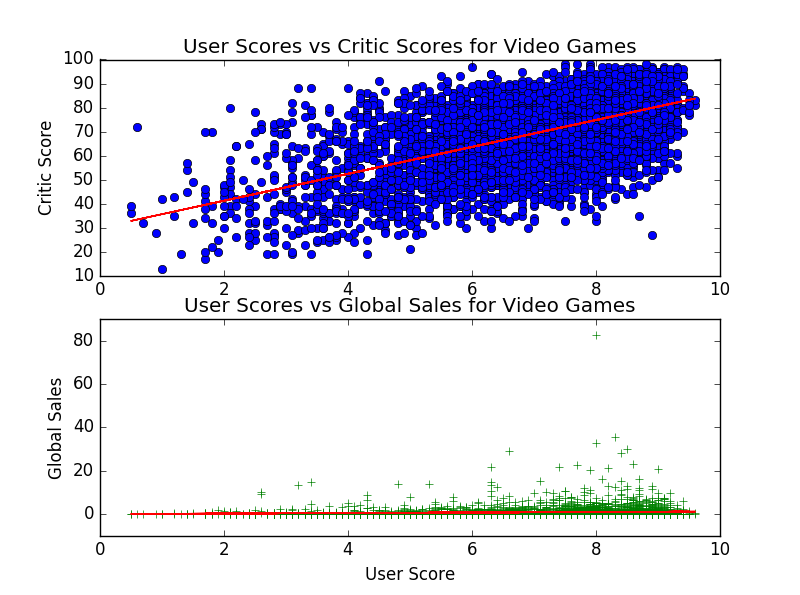 User Scores vs Critic Scores for Video Games
Critic Score
100
90
80
70
60
50
40
30
20
10
0 2 4 6 8 10
User Scores vs Global Sales for Video Games
Global Sales
80
60
40
20
0
0 2 4 6 8 10
User Score